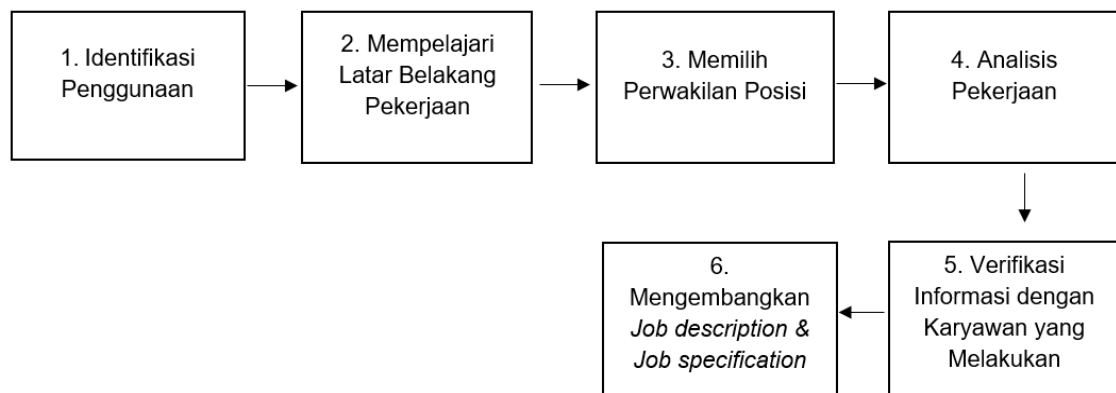 1. Identifikasi
Penggunaan
2. Mempelajari
Latar Belakang
Pekerjaan
3. Memilih
Perwakilan Posisi
4. Analisis
Pekerjaan
5. Verifikasi
Informasi dengan
Karyawan yang
Melakukan
6.
Mengembangkan
Job description &
Job specification